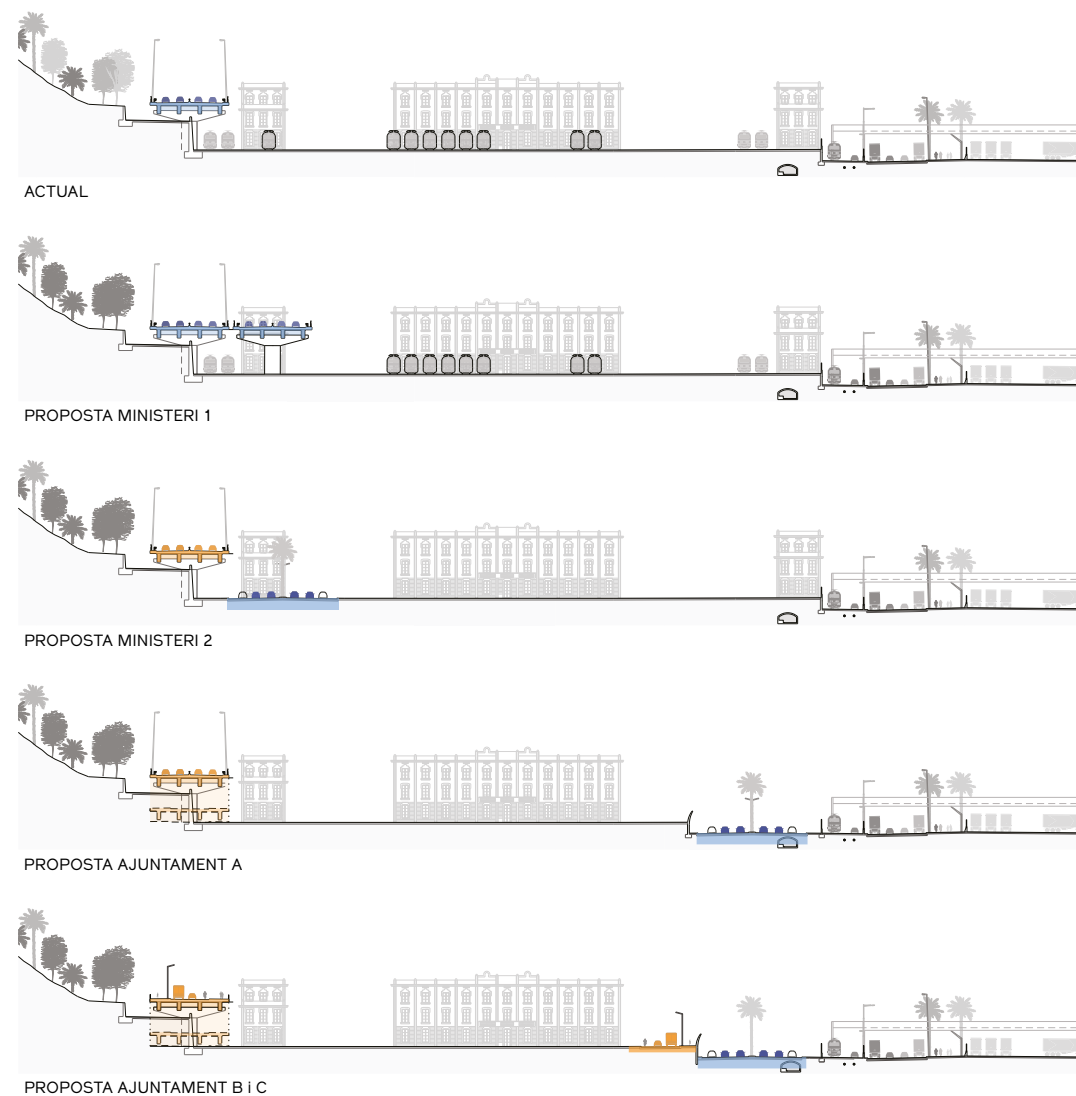 ACTUAL
PROPOSTA MINISTERI 1
PROPOSTA MINISTERI 2
PROPOSTA AJUNTAMENT A
PROPOSTA AJUNTAMENT B i C